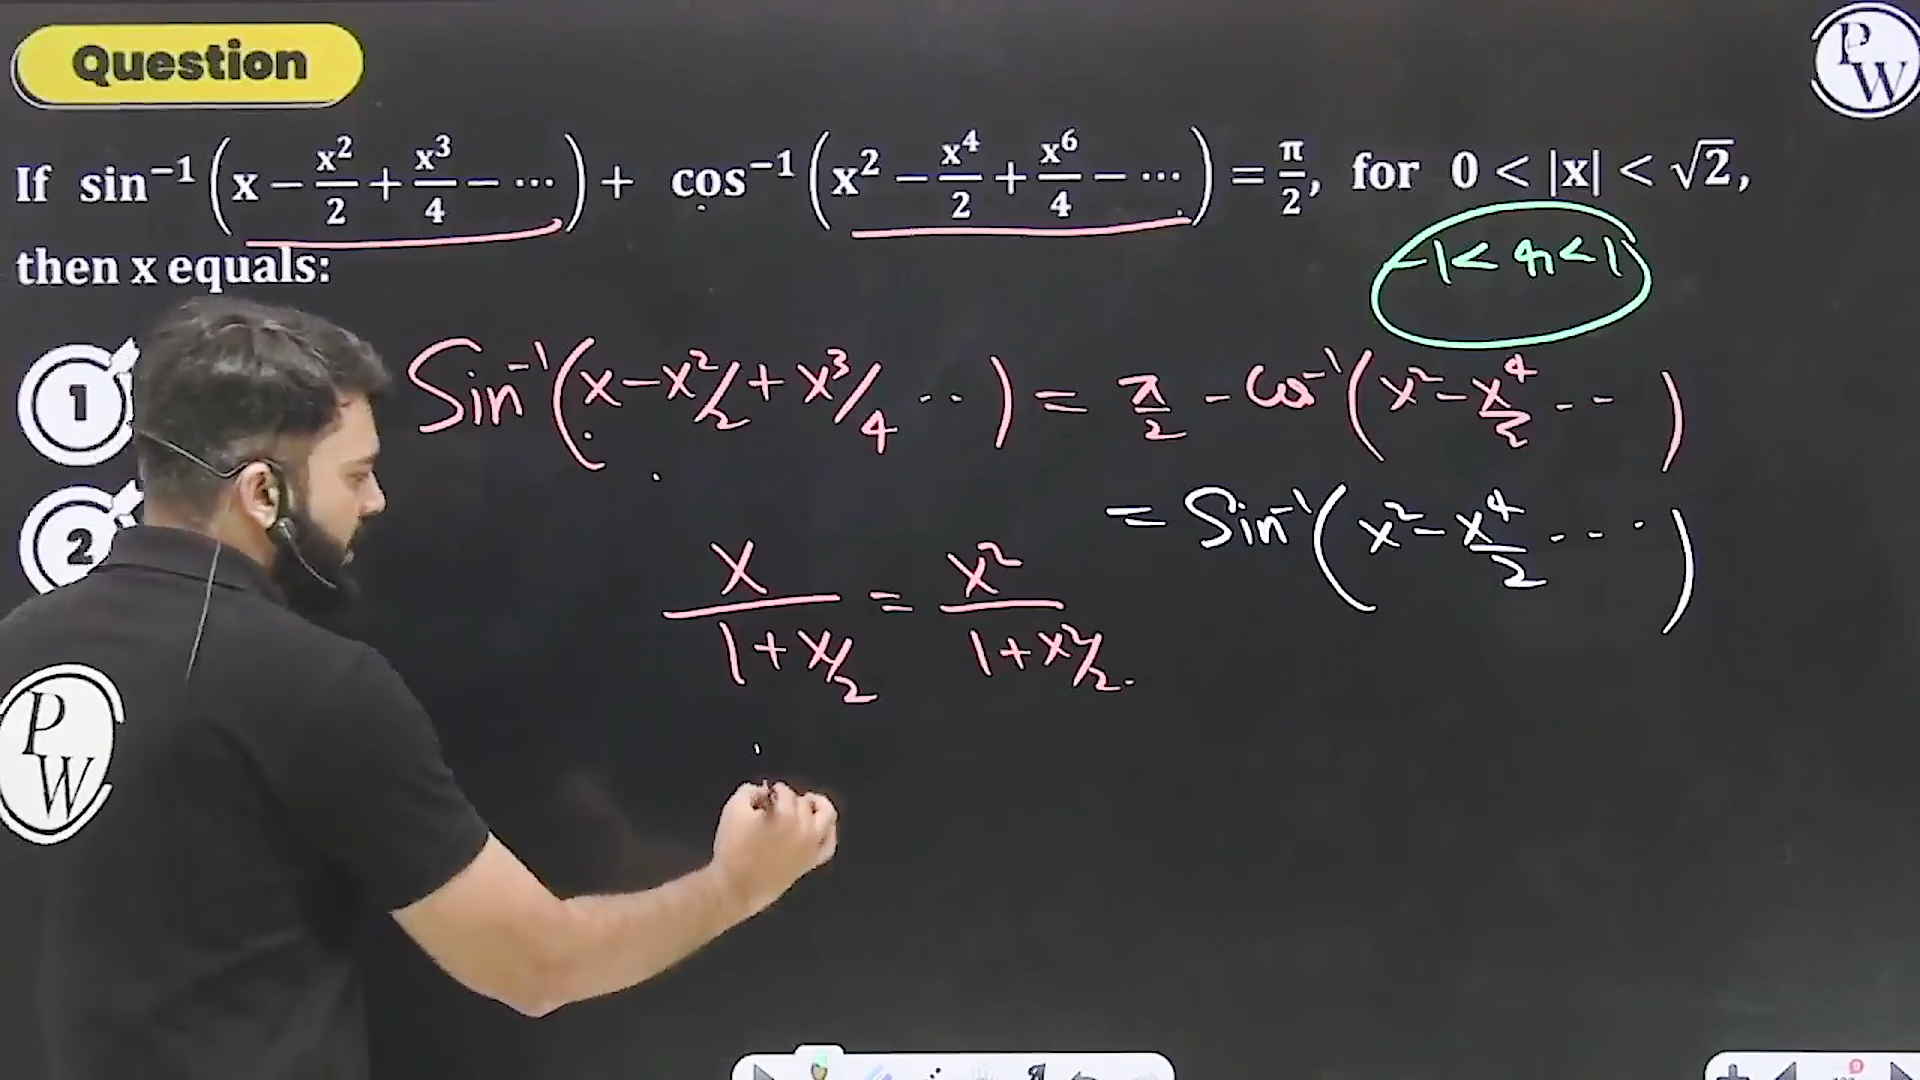 Question
PW
If sin⁻¹ (x − x²/2 + x³/4 − ⋯) + cos⁻¹ (x² − x⁴/2 + x⁶/4 − ⋯) = π/2, for 0 < |x| < √2,
then x equals:
-1 < r < 1
1
Sin⁻¹(x − x²/2 + x³/4 ..) = π/2 − cos⁻¹(x² − x⁴/2 --)
2
= Sin⁻¹(x² − x⁴/2 ----)
x/(1+x/2) = x²/(1+x²/2)
PW